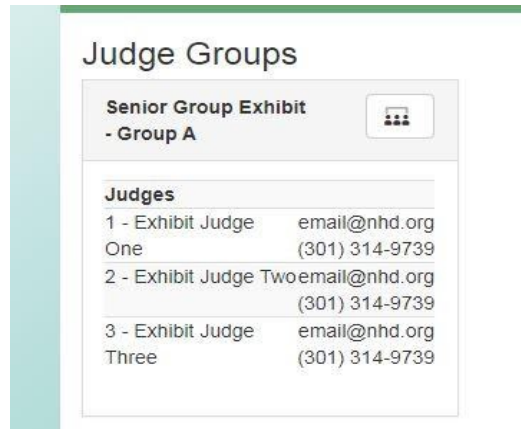 Judge Groups
Senior Group Exhibit
- Group A
Judges
1 - Exhibit Judge email@nhd.org
One (301) 314-9739
2 - Exhibit Judge Two email@nhd.org
(301) 314-9739
3 - Exhibit Judge email@nhd.org
Three (301) 314-9739